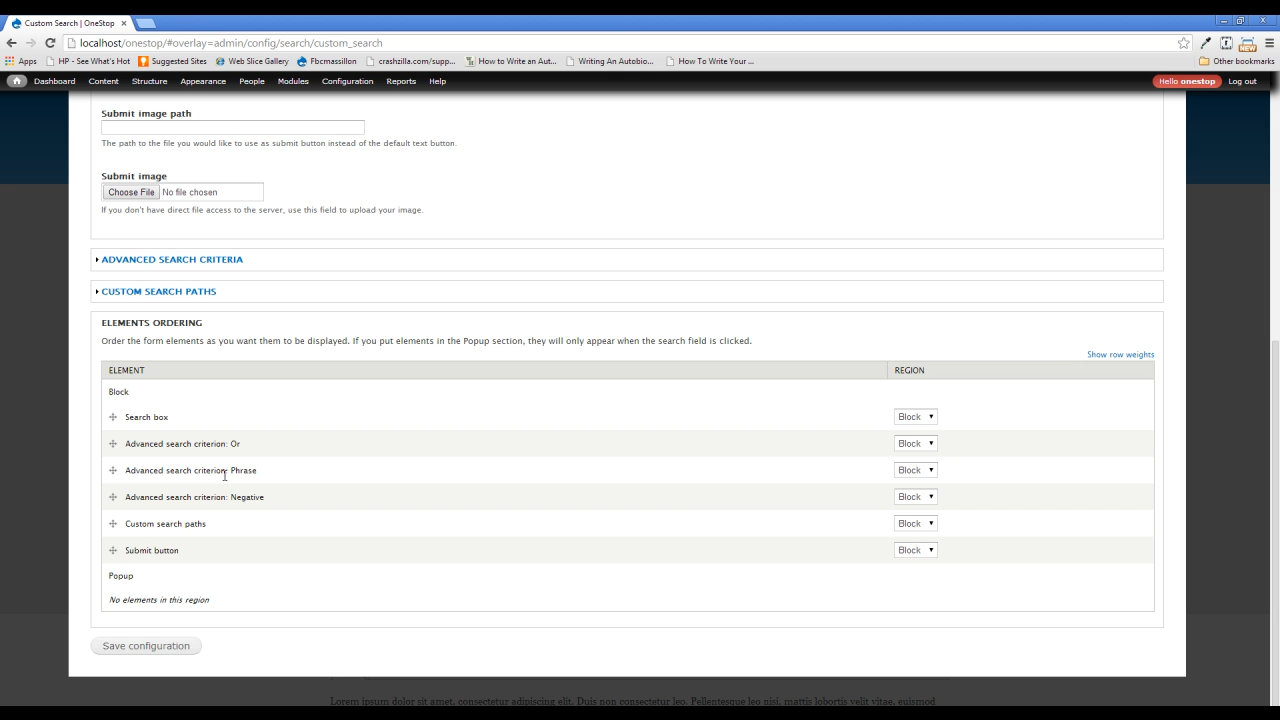 Custom Search | OneStop
localhost/onestop/#overlay=admin/config/search/custom_search
Apps HP - See What's Hot Suggested Sites Web Slice Gallery Fbcmassillon crashzilla.com/supp... How to Write an Aut... Writing An Autobio... How To Write Your ... Other bookmarks
NEW
Dashboard Content Structure Appearance People Modules Configuration Reports Help Hello onestop Log out
Submit image path
The path to the file you would like to use as submit button instead of the default text button.
Submit image
Choose File No file chosen
If you don't have direct file access to the server, use this field to upload your image.
ADVANCED SEARCH CRITERIA
CUSTOM SEARCH PATHS
ELEMENTS ORDERING
Order the form elements as you want them to be displayed. If you put elements in the Popup section, they will only appear when the search field is clicked.
Show row weights
ELEMENT REGION
Block
Search box Block
Advanced search criterion: Or Block
Advanced search criterion: Phrase Block
Advanced search criterion: Negative Block
Custom search paths Block
Submit button Block
Popup
No elements in this region
Save configuration
Lorem ipsum dolor sit amet, consectetur adipiscing elit. Duis non consectetur leo. Pellentesque leo nisi, mattis lobortis velit vitae, euismod